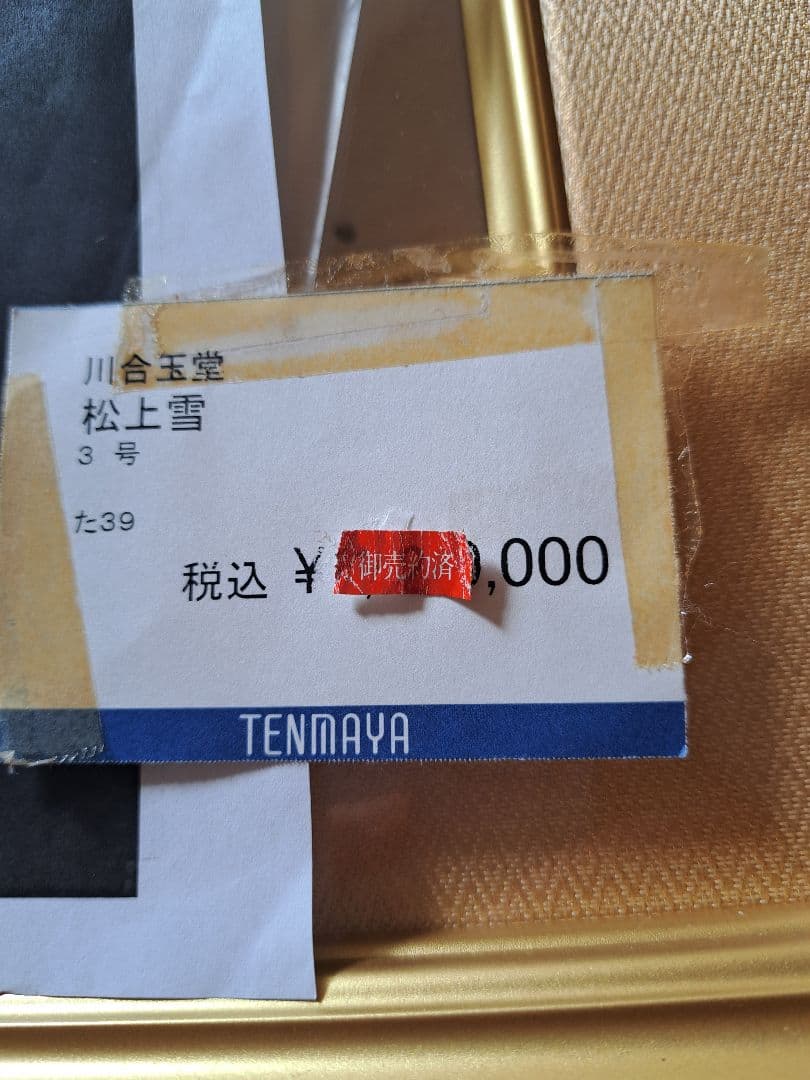 川合玉堂
松上雪
3 号
た39
税込 ¥
御売約済
0,000
TENMAYA